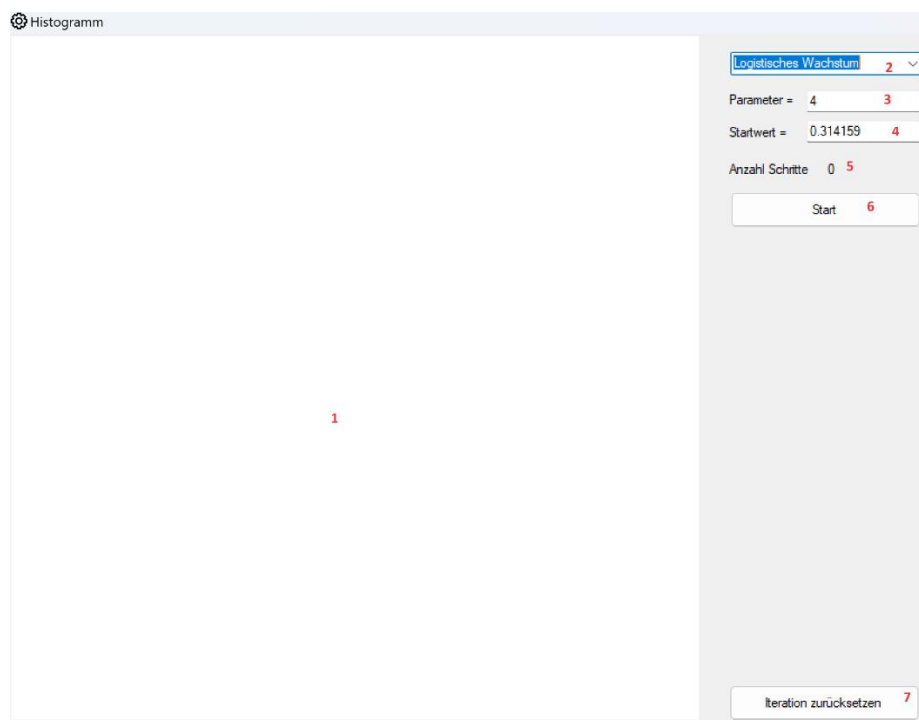 Histogramm
Logistisches Wachstum 2
Parameter = 4 3
Startwert = 0.314159 4
Anzahl Schritte 0 5
Start 6
1
Iteration zurücksetzen 7